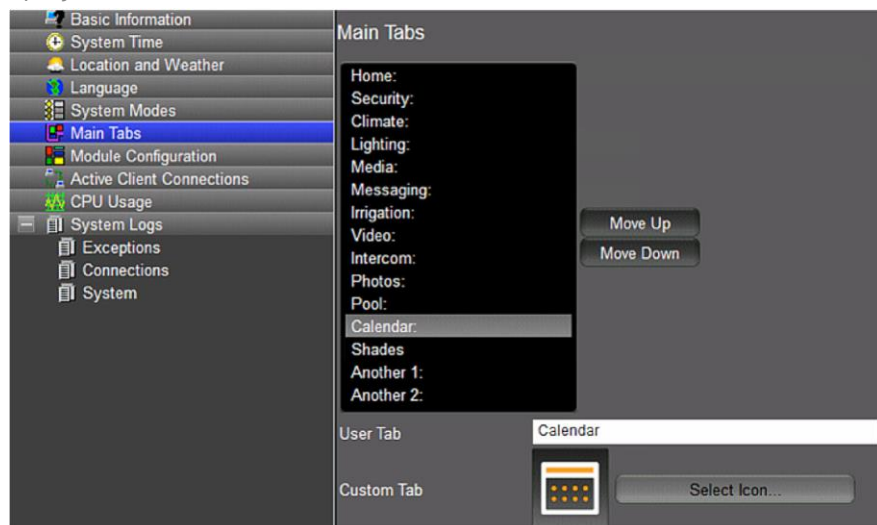 Basic Information
System Time
Location and Weather
Language
System Modes
Main Tabs
Module Configuration
Active Client Connections
CPU Usage
System Logs
Exceptions
Connections
System
Main Tabs
Home:
Security:
Climate:
Lighting:
Media:
Messaging:
Irrigation:
Video:
Intercom:
Photos:
Pool:
Calendar:
Shades
Another 1:
Another 2:
Move Up
Move Down
User Tab
Calendar
Custom Tab
Select Icon...